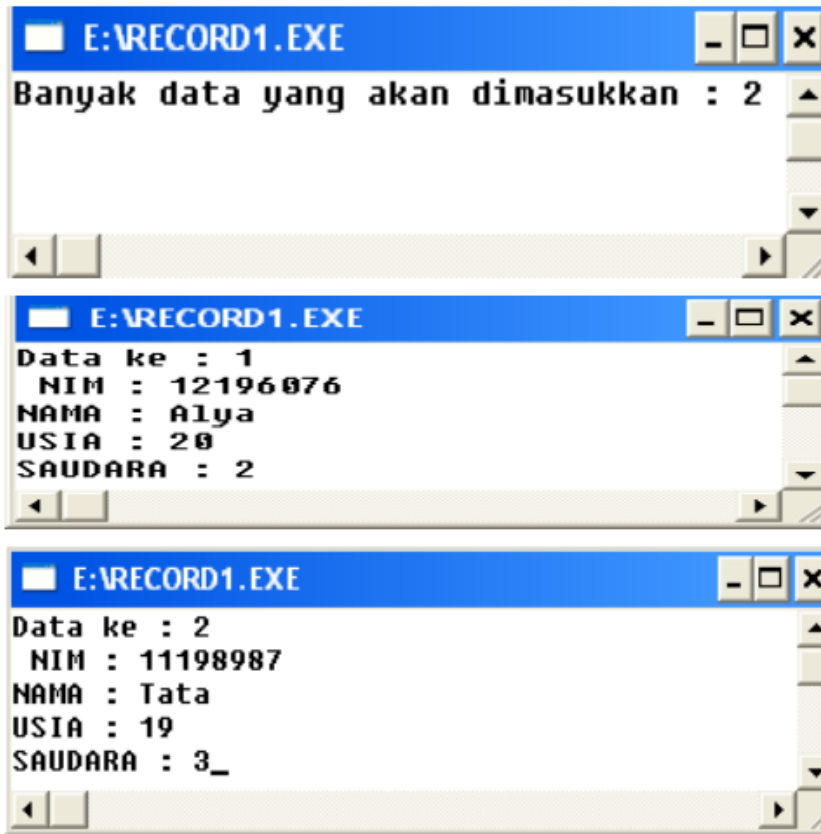 E:\RECORD1.EXE
Banyak data yang akan dimasukkan : 2
E:\RECORD1.EXE
Data ke : 1
NIM : 12196076
NAMA : Alya
USIA : 20
SAUDARA : 2
E:\RECORD1.EXE
Data ke : 2
NIM : 11198987
NAMA : Tata
USIA : 19
SAUDARA : 3_